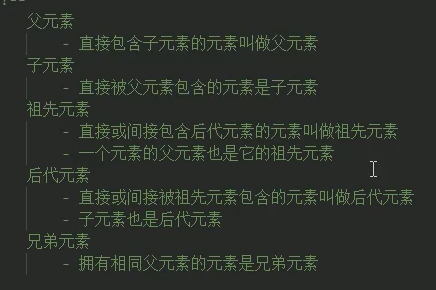 父元素
- 直接包含子元素的元素叫做父元素
子元素
- 直接被父元素包含的元素是子元素
祖先元素
- 直接或间接包含后代元素的元素叫做祖先元素
- 一个元素的父元素也是它的祖先元素
后代元素
- 直接或间接被祖先元素包含的元素叫做后代元素
- 子元素也是后代元素
兄弟元素
- 拥有相同父元素的元素是兄弟元素